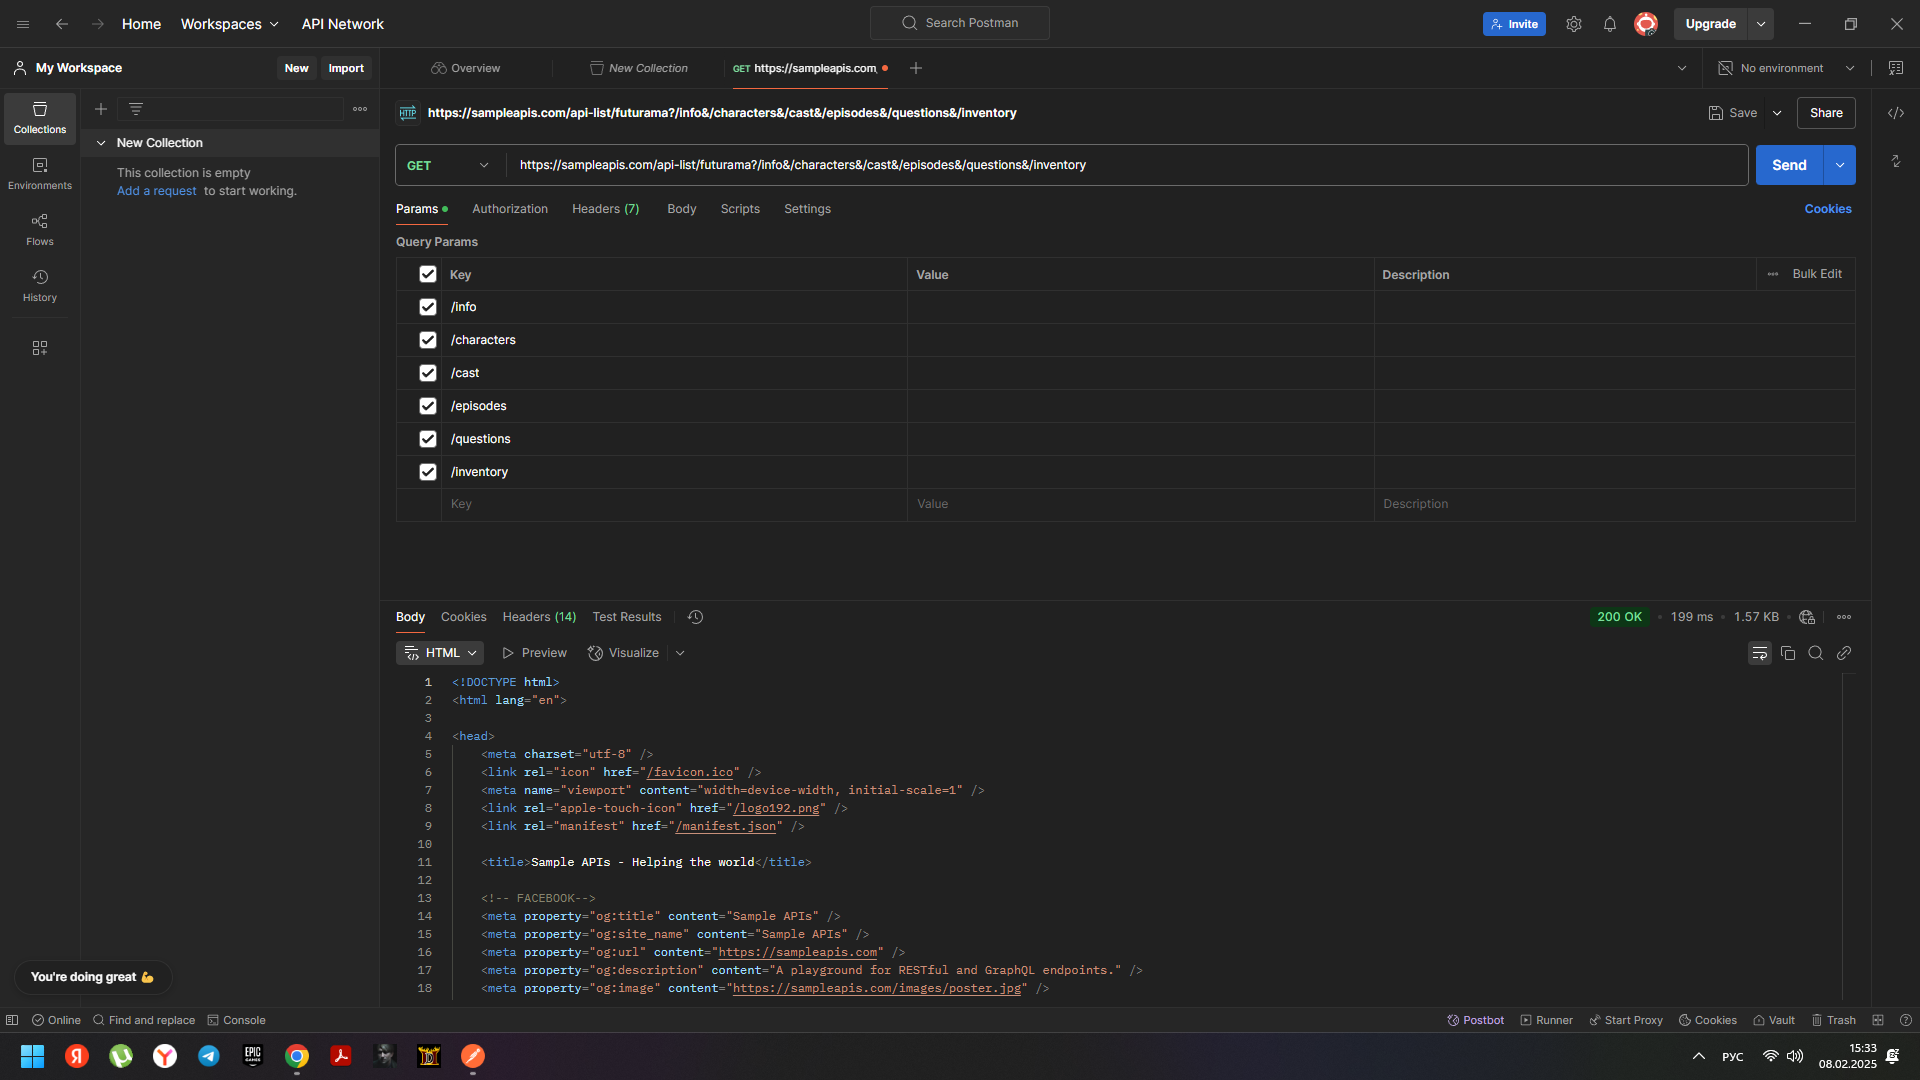 Home
Workspaces
API Network
Search Postman
Invite
Upgrade
My Workspace
New
Import
Overview
New Collection
GET https://sampleapis.com,
No environment
Collections
Environments
Flows
History
New Collection
This collection is empty
Add a request to start working.
HTTP
https://sampleapis.com/api-list/futurama?/info&/characters&/cast&/episodes&/questions&/inventory
Save
Share
GET
https://sampleapis.com/api-list/futurama?/info&/characters&/cast&/episodes&/questions&/inventory
Send
Params
Authorization
Headers (7)
Body
Scripts
Settings
Cookies
Query Params
Key Value Description Bulk Edit
/info
/characters
/cast
/episodes
/questions
/inventory
Key Value Description
Body
Cookies
Headers (14)
Test Results
200 OK
199 ms
1.57 KB
HTML
Preview
Visualize
1 <!DOCTYPE html>
2 <html lang="en">
3
4 <head>
5 <meta charset="utf-8" />
6 <link rel="icon" href="/favicon.ico" />
7 <meta name="viewport" content="width=device-width, initial-scale=1" />
8 <link rel="apple-touch-icon" href="/logo192.png" />
9 <link rel="manifest" href="/manifest.json" />
10
11 <title>Sample APIs - Helping the world</title>
12
13 <!-- FACEBOOK-->
14 <meta property="og:title" content="Sample APIs" />
15 <meta property="og:site_name" content="Sample APIs" />
16 <meta property="og:url" content="https://sampleapis.com" />
17 <meta property="og:description" content="A playground for RESTful and GraphQL endpoints." />
18 <meta property="og:image" content="https://sampleapis.com/images/poster.jpg" />
You're doing great 💪
Online
Find and replace
Console
Postbot
Runner
Start Proxy
Cookies
Vault
Trash
Я
EPIC
GAMES
РУС
15:33
08.02.2025